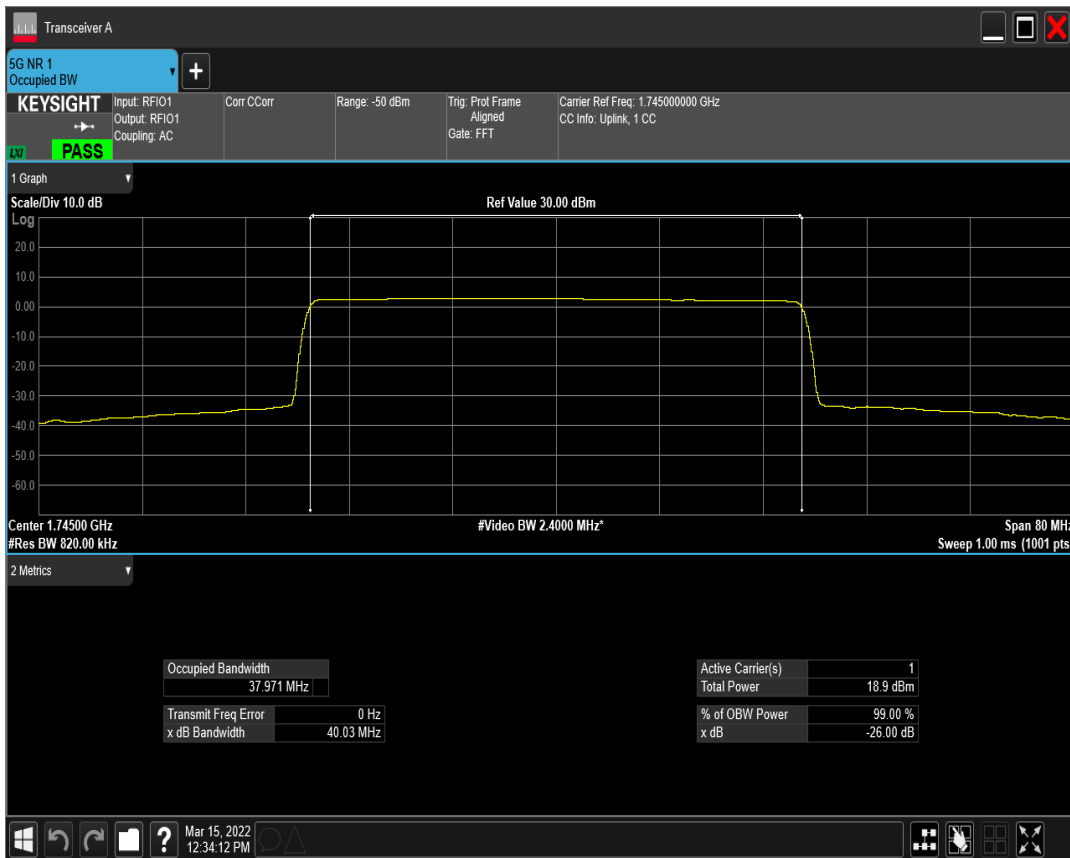 Transceiver A
5G NR 1
Occupied BW
KEYSIGHT
LXI
PASS
Input: RFIO1
Output: RFIO1
Coupling: AC
Corr CCorr
Range: -50 dBm
Trig: Prot Frame
Aligned
Gate: FFT
Carrier Ref Freq: 1.745000000 GHz
CC Info: Uplink, 1 CC
1 Graph
Scale/Div 10.0 dB
Ref Value 30.00 dBm
Log
20.0
10.0
0.00
-10.0
-20.0
-30.0
-40.0
-50.0
-60.0
Center 1.74500 GHz
#Video BW 2.4000 MHz*
Span 80 MHz
#Res BW 820.00 kHz
Sweep 1.00 ms (1001 pts
2 Metrics
Occupied Bandwidth
37.971 MHz
Transmit Freq Error 0 Hz
x dB Bandwidth 40.03 MHz
Active Carrier(s) 1
Total Power 18.9 dBm
% of OBW Power 99.00 %
x dB -26.00 dB
?
Mar 15, 2022
12:34:12 PM